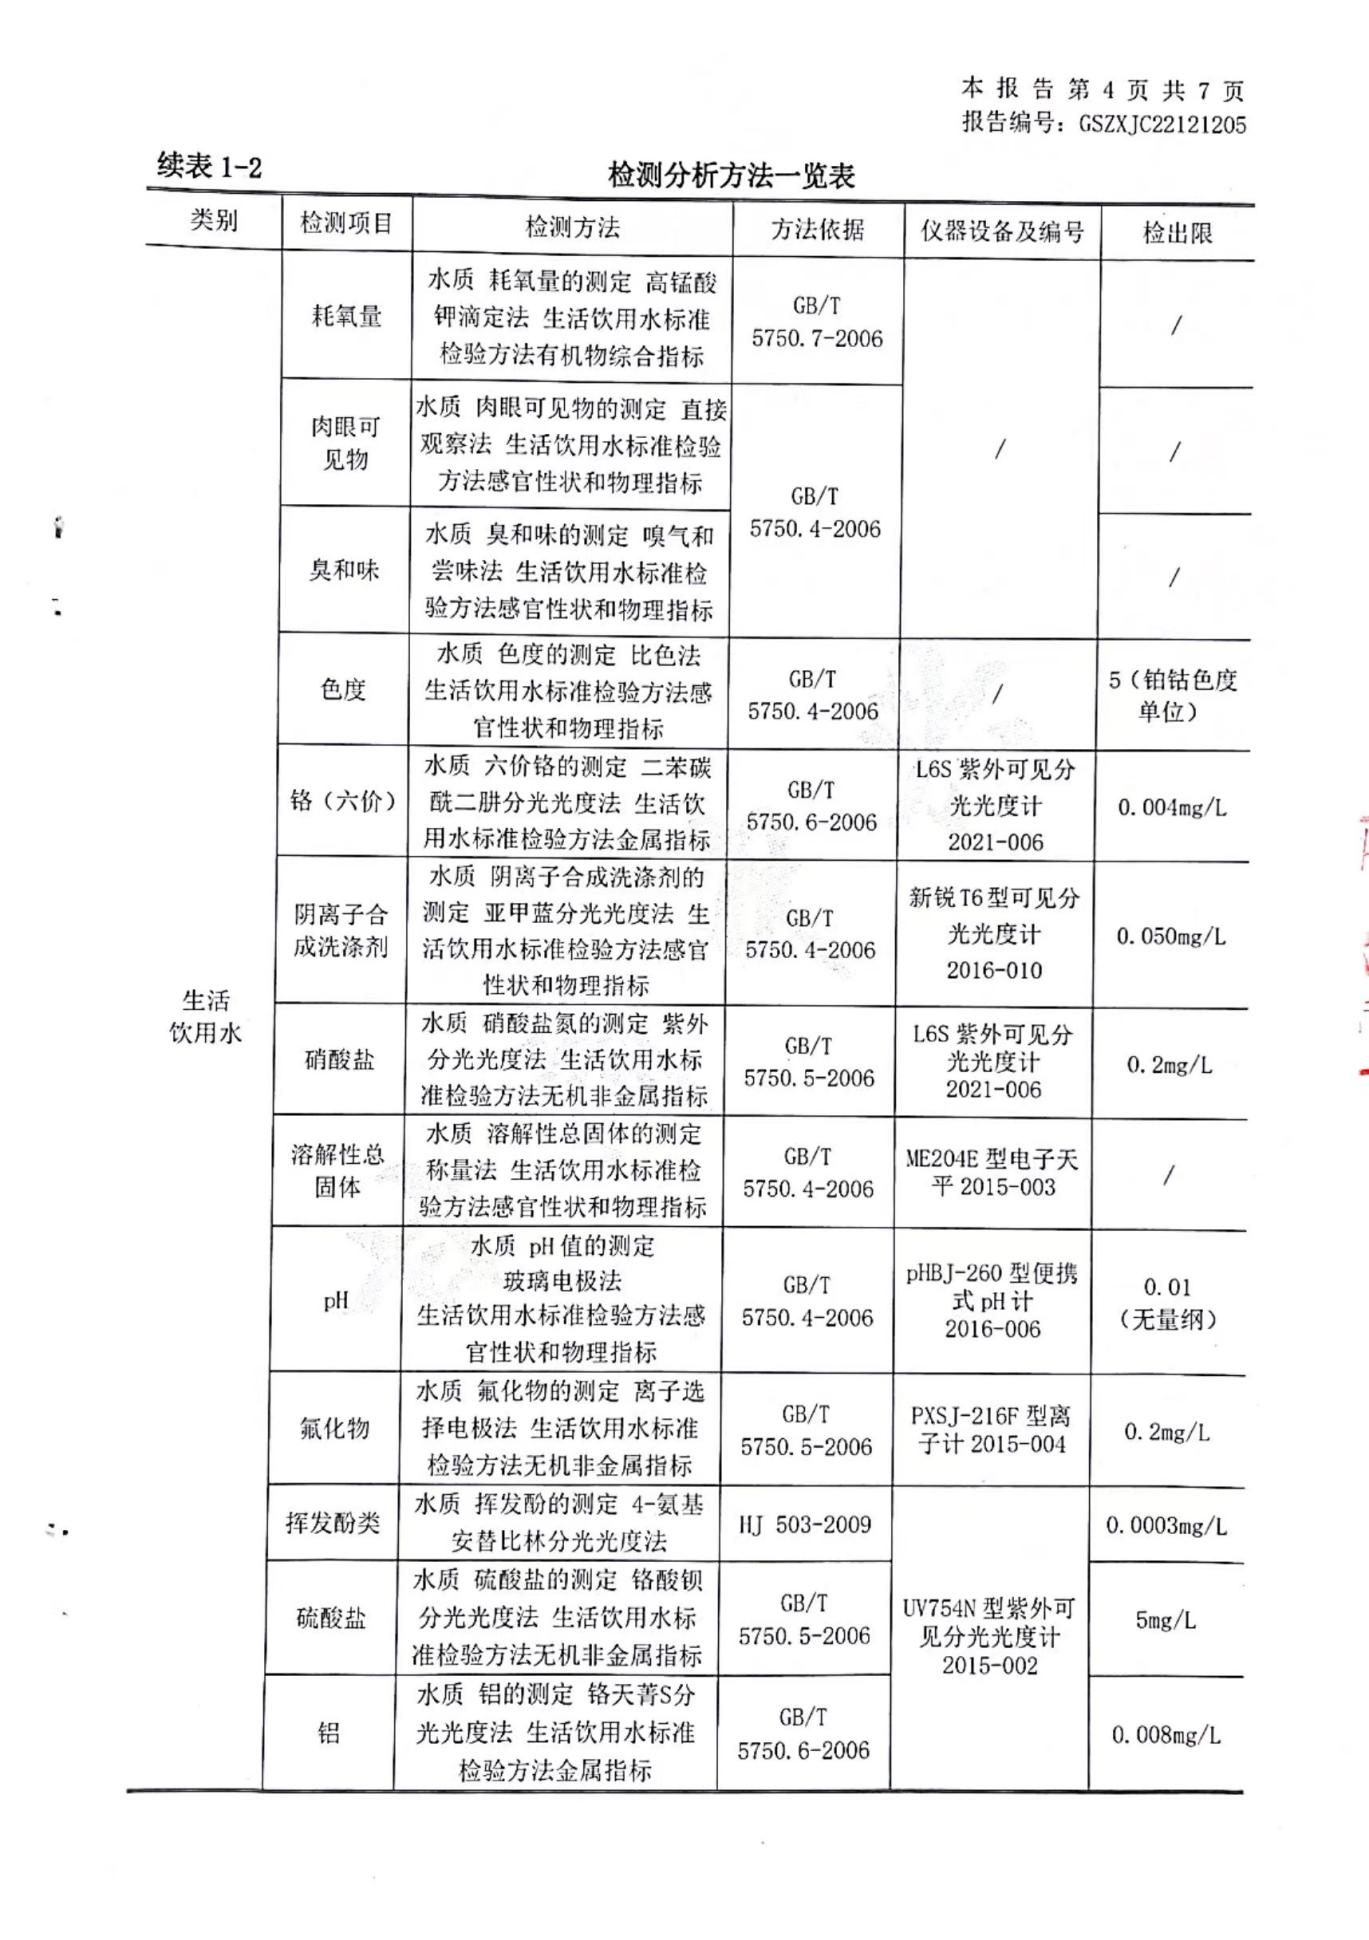 本报告第4页共7页
报告编号：GSZXJC22121205
续表1-2
检测分析方法一览表
类别 检测项目 检测方法 方法依据 仪器设备及编号 检出限
生活
饮用水
耗氧量
水质 耗氧量的测定 高锰酸
钾滴定法 生活饮用水标准
检验方法有机物综合指标
GB/T
5750.7-2006
/
/
肉眼可
见物
水质 肉眼可见物的测定 直接
观察法 生活饮用水标准检验
方法感官性状和物理指标
GB/T
5750.4-2006
/
臭和味
水质 臭和味的测定 嗅气和
尝味法 生活饮用水标准检
验方法感官性状和物理指标
/
色度
水质 色度的测定 比色法
生活饮用水标准检验方法感
官性状和物理指标
GB/T
5750.4-2006
/
5（铂钴色度
单位）
铬（六价）
水质 六价铬的测定 二苯碳
酰二肼分光光度法 生活饮
用水标准检验方法金属指标
GB/T
5750.6-2006
L6S紫外可见分
光光度计
2021-006
0.004mg/L
阴离子合
成洗涤剂
水质 阴离子合成洗涤剂的
测定 亚甲蓝分光光度法 生
活饮用水标准检验方法感官
性状和物理指标
GB/T
5750.4-2006
新锐T6型可见分
光光度计
2016-010
0.050mg/L
硝酸盐
水质 硝酸盐氮的测定 紫外
分光光度法 生活饮用水标
准检验方法无机非金属指标
GB/T
5750.5-2006
L6S紫外可见分
光光度计
2021-006
0.2mg/L
溶解性总
固体
水质 溶解性总固体的测定
称量法 生活饮用水标准检
验方法感官性状和物理指标
GB/T
5750.4-2006
ME204E型电子天
平2015-003
/
pH
水质 pH值的测定
玻璃电极法
生活饮用水标准检验方法感
官性状和物理指标
GB/T
5750.4-2006
pHBJ-260型便携
式pH计
2016-006
0.01
（无量纲）
氟化物
水质 氟化物的测定 离子选
择电极法 生活饮用水标准
检验方法无机非金属指标
GB/T
5750.5-2006
PXSJ-216F型离
子计2015-004
0.2mg/L
挥发酚类
水质 挥发酚的测定 4-氨基
安替比林分光光度法
HJ 503-2009
UV754N型紫外可
见分光光度计
2015-002
0.0003mg/L
硫酸盐
水质 硫酸盐的测定 铬酸钡
分光光度法 生活饮用水标
准检验方法无机非金属指标
GB/T
5750.5-2006
5mg/L
铝
水质 铝的测定 铬天菁S分
光光度法 生活饮用水标准
检验方法金属指标
GB/T
5750.6-2006
0.008mg/L